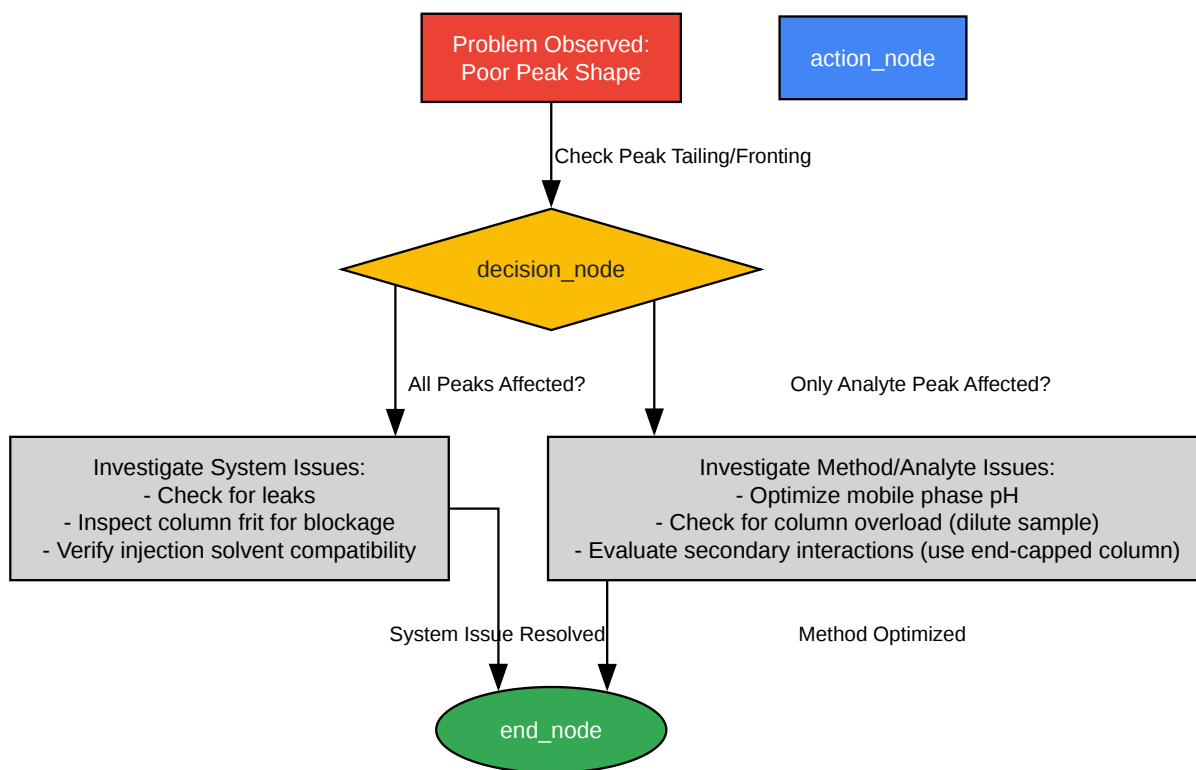 Problem Observed:
Poor Peak Shape
action_node
Check Peak Tailing/Fronting
decision_node
All Peaks Affected?
Only Analyte Peak Affected?
Investigate System Issues:
- Check for leaks
- Inspect column frit for blockage
- Verify injection solvent compatibility
Investigate Method/Analyte Issues:
- Optimize mobile phase pH
- Check for column overload (dilute sample)
- Evaluate secondary interactions (use end-capped column)
System Issue Resolved
Method Optimized
end_node